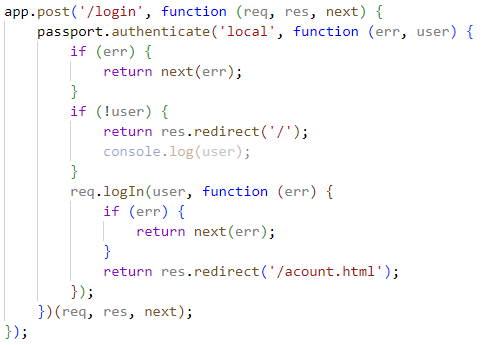 app.post('/login', function (req, res, next) {
    passport.authenticate('local', function (err, user) {
        if (err) {
            return next(err);
        }
        if (!user) {
            return res.redirect('/');
            console.log(user);
        }
        req.logIn(user, function (err) {
            if (err) {
                return next(err);
            }
            return res.redirect('/acount.html');
        });
    })(req, res, next);
});